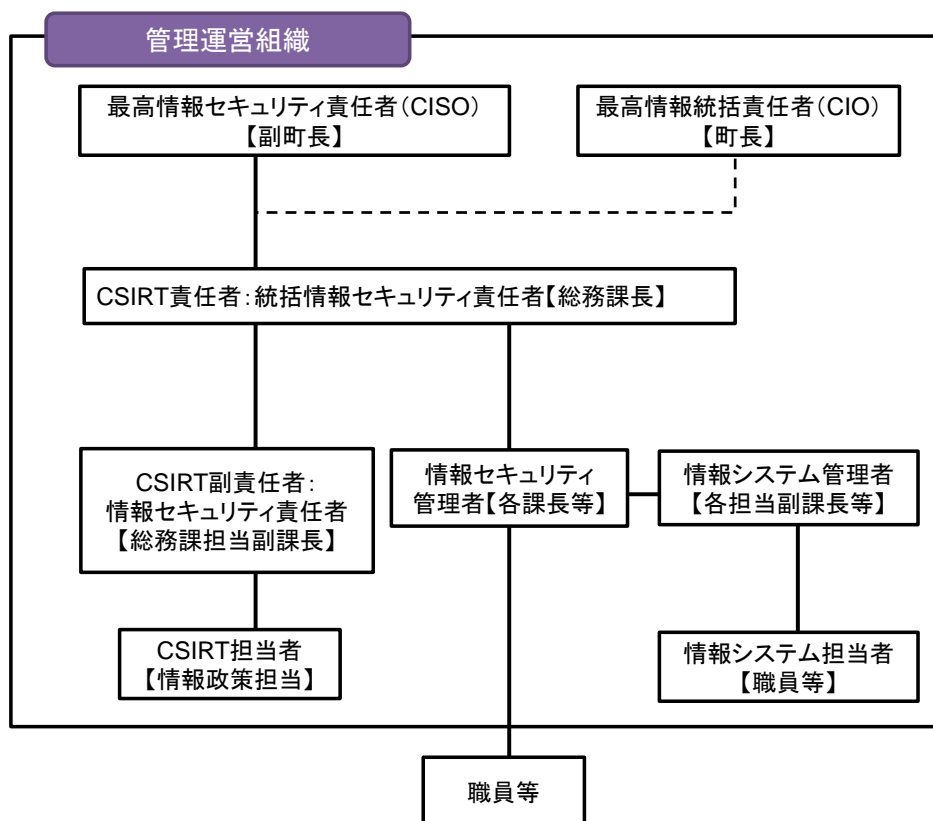 管理運営組織
最高情報セキュリティ責任者（CISO）
【副町長】
最高情報統括責任者（CIO）
【町長】
CSIRT責任者：統括情報セキュリティ責任者【総務課長】
CSIRT副責任者：
情報セキュリティ責任者
【総務課担当副課長】
情報セキュリティ
管理者【各課長等】
情報システム管理者
【各担当副課長等】
CSIRT担当者
【情報政策担当】
情報システム担当者
【職員等】
職員等